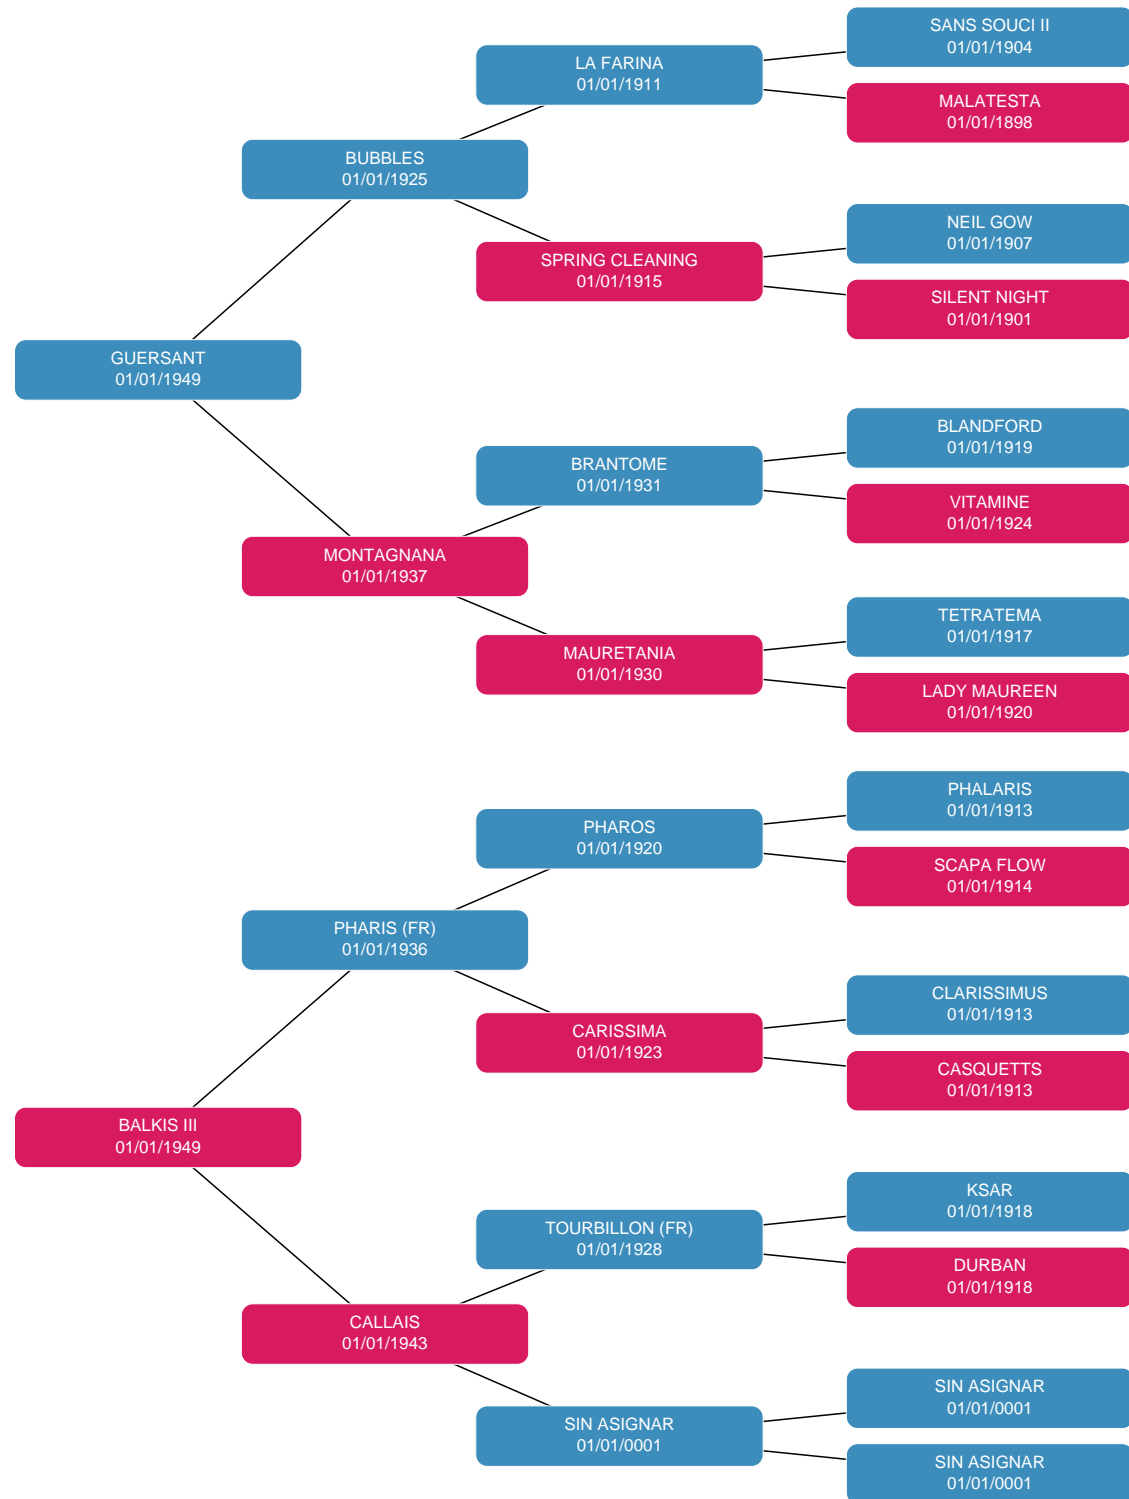 SANS SOUCI II
01/01/1904
LA FARINA
01/01/1911
MALATESTA
01/01/1898
BUBBLES
01/01/1925
NEIL GOW
01/01/1907
SPRING CLEANING
01/01/1915
SILENT NIGHT
01/01/1901
GUERSANT
01/01/1949
BLANDFORD
01/01/1919
BRANTOME
01/01/1931
VITAMINE
01/01/1924
MONTAGNANA
01/01/1937
TETRATEMA
01/01/1917
MAURETANIA
01/01/1930
LADY MAUREEN
01/01/1920
PHALARIS
01/01/1913
PHAROS
01/01/1920
SCAPA FLOW
01/01/1914
PHARIS (FR)
01/01/1936
CLARISSIMUS
01/01/1913
CARISSIMA
01/01/1923
CASQUETTS
01/01/1913
BALKIS III
01/01/1949
KSAR
01/01/1918
TOURBILLON (FR)
01/01/1928
DURBAN
01/01/1918
CALLAIS
01/01/1943
SIN ASIGNAR
01/01/0001
SIN ASIGNAR
01/01/0001
SIN ASIGNAR
01/01/0001